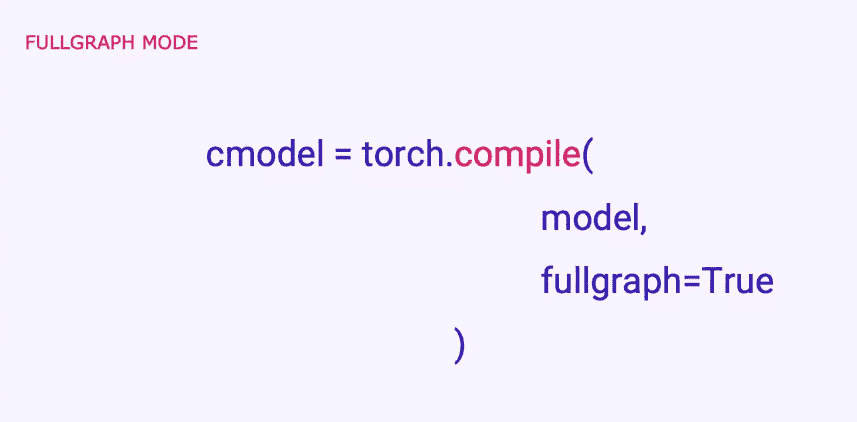 FULLGRAPH MODE
cmodel = torch.compile(
model,
fullgraph=True
)